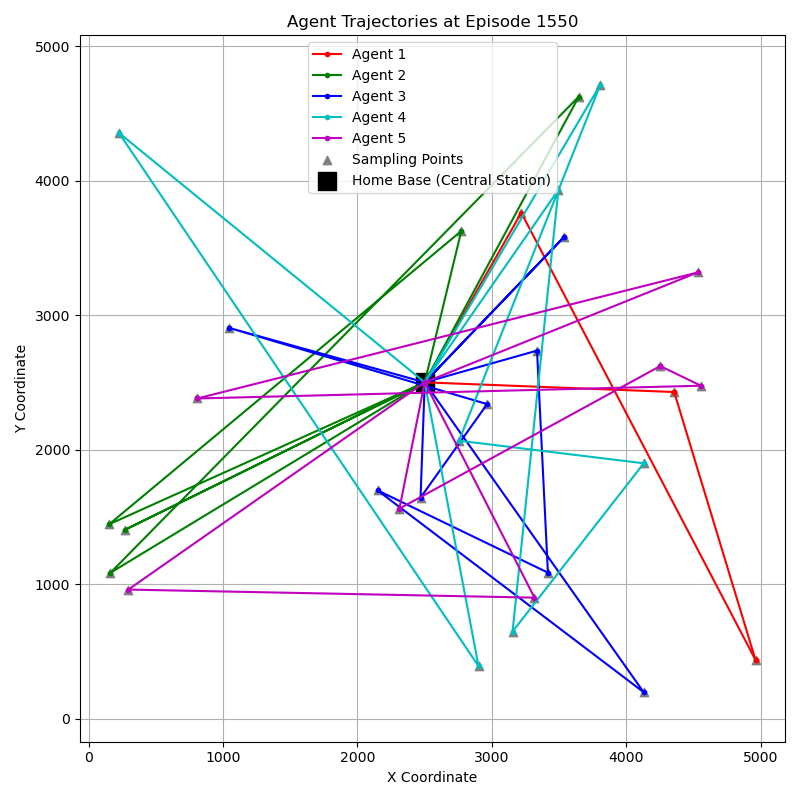 Agent Trajectories at Episode 1550
Agent 1
Agent 2
Agent 3
Agent 4
Agent 5
Sampling Points
Home Base (Central Station)
Y Coordinate
5000
4000
3000
2000
1000
0
0 1000 2000 3000 4000 5000
X Coordinate